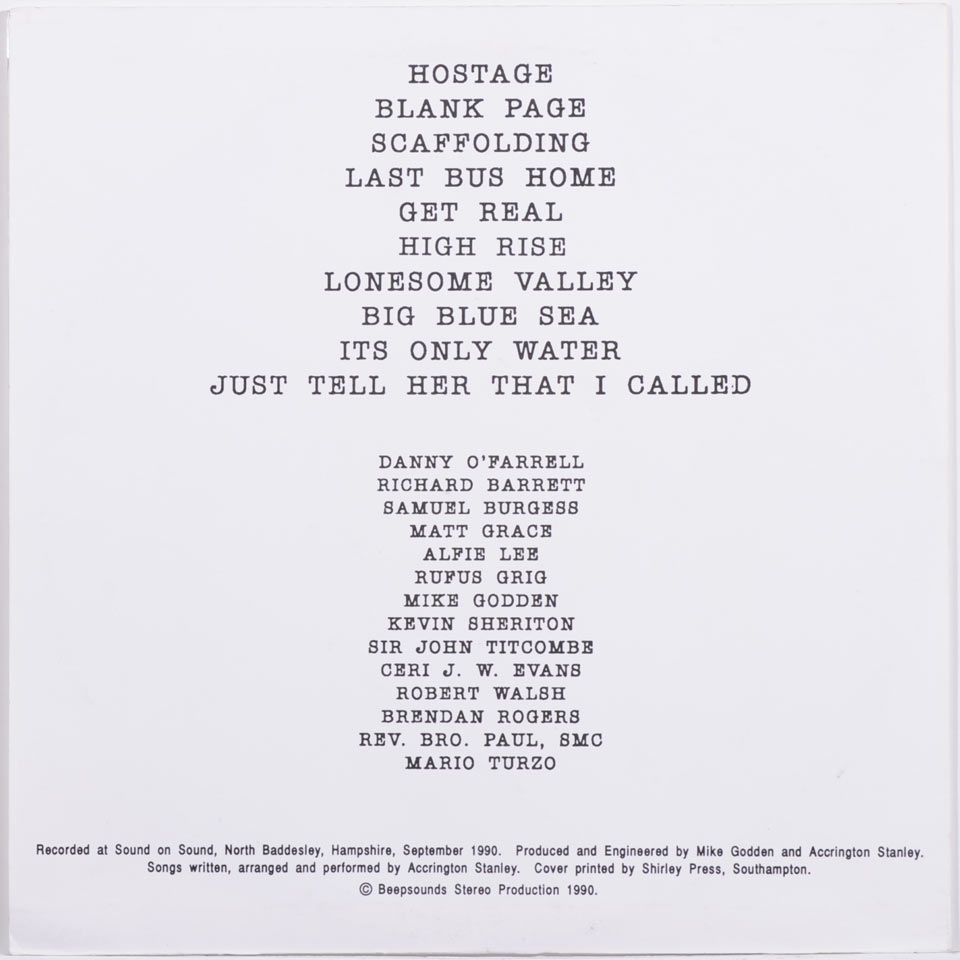 HOSTAGE
BLANK PAGE
SCAFFOLDING
LAST BUS HOME
GET REAL
HIGH RISE
LONESOME VALLEY
BIG BLUE SEA
ITS ONLY WATER
JUST TELL HER THAT I CALLED
DANNY O'FARRELL
RICHARD BARRETT
SAMUEL BURGESS
MATT GRACE
ALFIE LEE
RUFUS GRIG
MIKE GODDEN
KEVIN SHERITON
SIR JOHN TITCOMBE
CERI J. W. EVANS
ROBERT WALSH
BRENDAN ROGERS
REV. BRO. PAUL, SMC
MARIO TURZO
Recorded at Sound on Sound, North Baddesley, Hampshire, September 1990. Produced and Engineered by Mike Godden and Accrington Stanley.
Songs written, arranged and performed by Accrington Stanley. Cover printed by Shirley Press, Southampton.
© Beepsounds Stereo Production 1990.